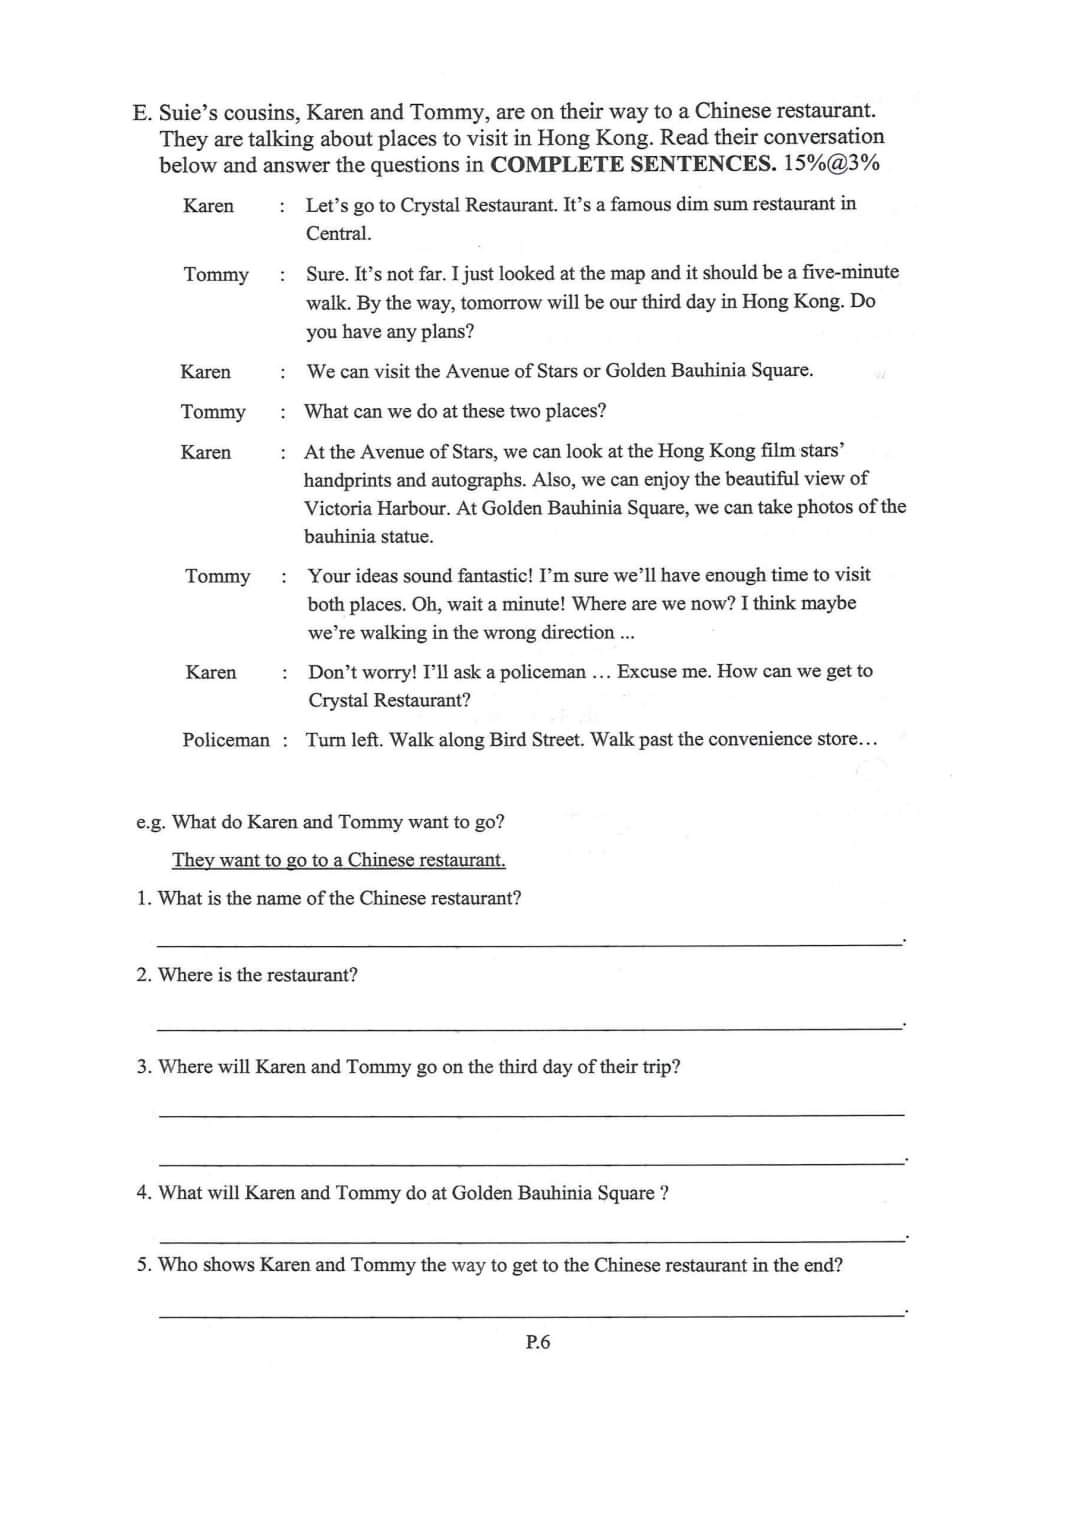 E. Suie's cousins, Karen and Tommy, are on their way to a Chinese restaurant.
They are talking about places to visit in Hong Kong. Read their conversation
below and answer the questions in COMPLETE SENTENCES. 15%@3%
Karen : Let's go to Crystal Restaurant. It's a famous dim sum restaurant in
Central.
Tommy : Sure. It's not far. I just looked at the map and it should be a five-minute
walk. By the way, tomorrow will be our third day in Hong Kong. Do
you have any plans?
Karen : We can visit the Avenue of Stars or Golden Bauhinia Square.
Tommy : What can we do at these two places?
Karen : At the Avenue of Stars, we can look at the Hong Kong film stars'
handprints and autographs. Also, we can enjoy the beautiful view of
Victoria Harbour. At Golden Bauhinia Square, we can take photos of the
bauhinia statue.
Tommy : Your ideas sound fantastic! I'm sure we'll have enough time to visit
both places. Oh, wait a minute! Where are we now? I think maybe
we're walking in the wrong direction ...
Karen : Don't worry! I'll ask a policeman ... Excuse me. How can we get to
Crystal Restaurant?
Policeman : Turn left. Walk along Bird Street. Walk past the convenience store...
e.g. What do Karen and Tommy want to go?
They want to go to a Chinese restaurant.
1. What is the name of the Chinese restaurant?
.
2. Where is the restaurant?
.
3. Where will Karen and Tommy go on the third day of their trip?
.
4. What will Karen and Tommy do at Golden Bauhinia Square ?
.
5. Who shows Karen and Tommy the way to get to the Chinese restaurant in the end?
.
P.6